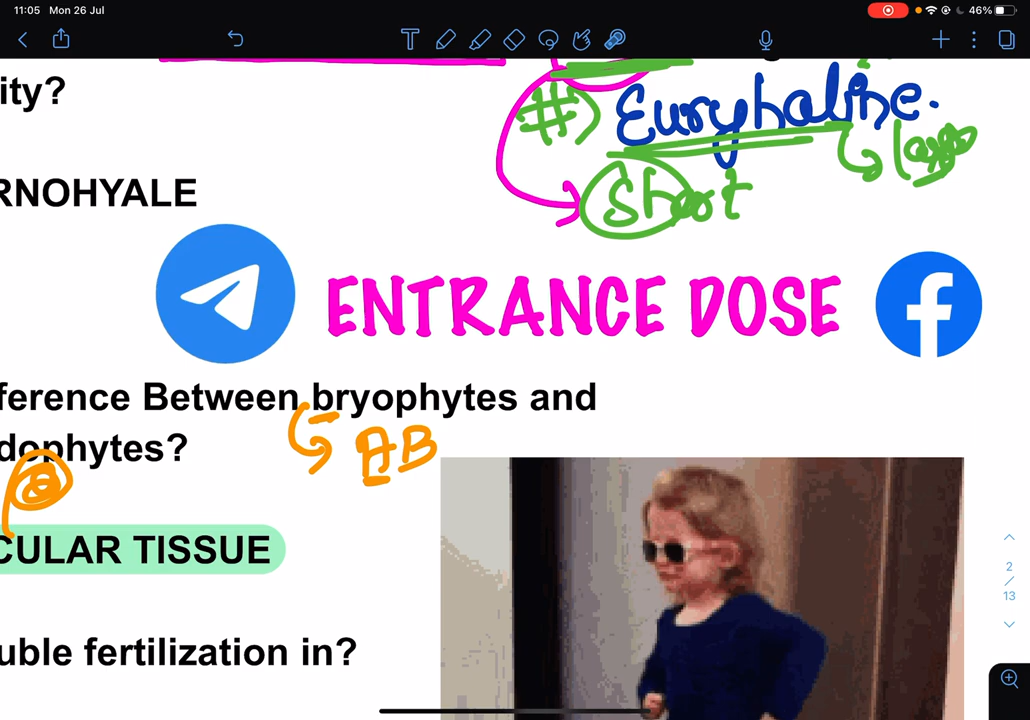 11:05 Mon 26 Jul
46%
T
ity?
#) Euryhaline.
large
Short
RNOHYALE
ENTRANCE DOSE
f
ference Between bryophytes and
AB
dophytes?
CULAR TISSUE
uble fertilization in?
2
/
13